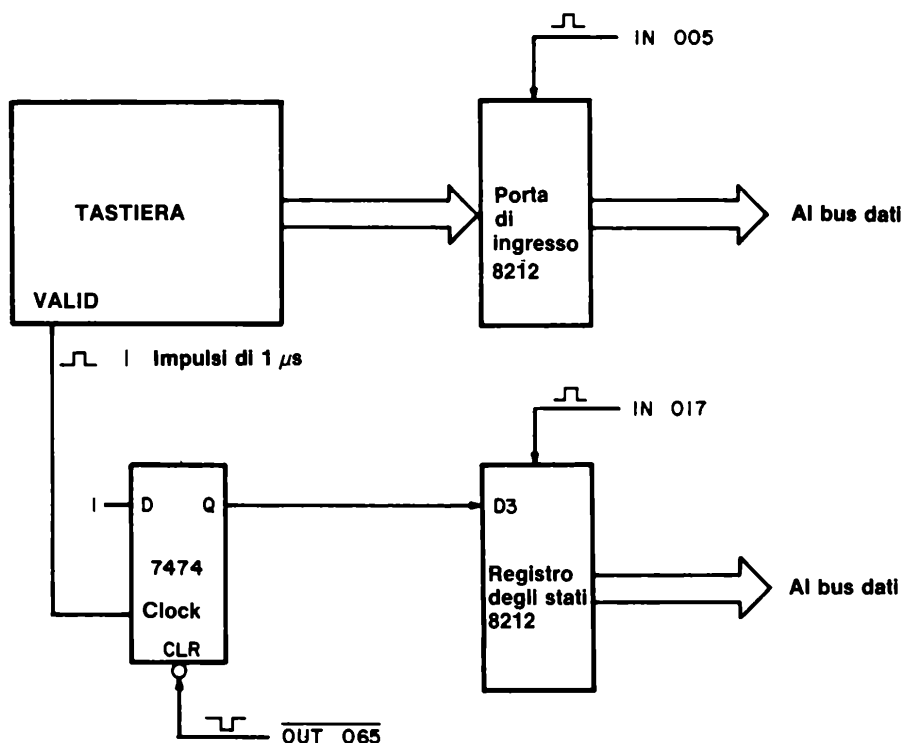 IN 005
TASTIERA
Porta
di
ingresso
8212
Al bus dati
VALID
1 Impulsi di 1 μs
IN 017
1
D
Q
D3
7474
Clock
CLR
Registro
degli stati
8212
Al bus dati
OUT 065